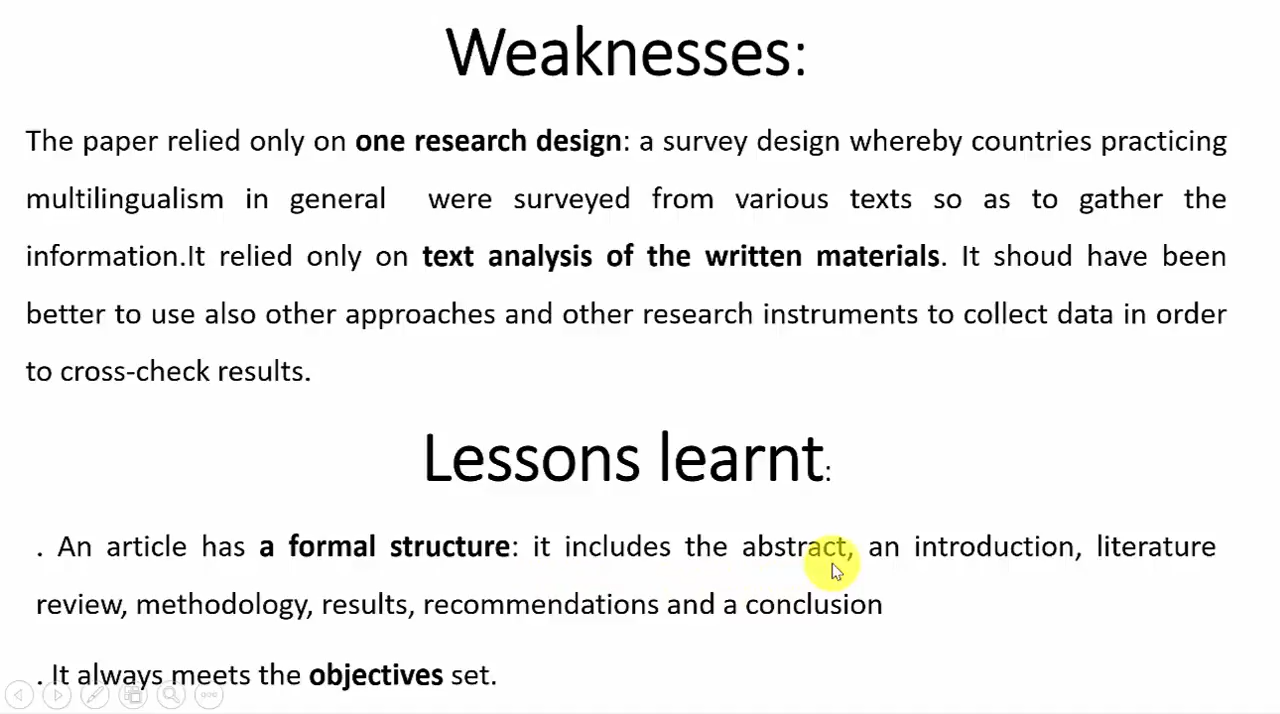 Weaknesses:
The paper relied only on one research design: a survey design whereby countries practicing
multilingualism in general were surveyed from various texts so as to gather the
information.It relied only on text analysis of the written materials. It shoud have been
better to use also other approaches and other research instruments to collect data in order
to cross-check results.
Lessons learnt:
. An article has a formal structure: it includes the abstract, an introduction, literature
review, methodology, results, recommendations and a conclusion
. It always meets the objectives set.